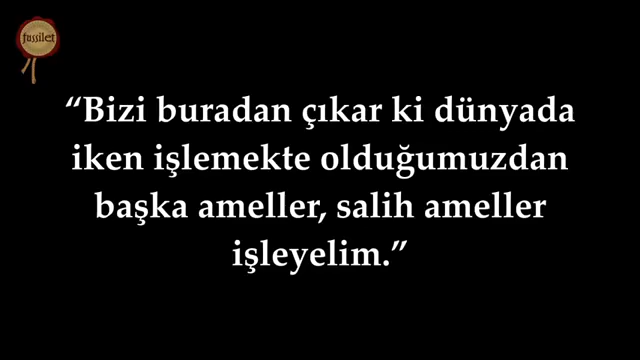 fussilet
“Bizi buradan çıkar ki dünyada
iken işlemekte olduğumuzdan
başka ameller, salih ameller
işleyelim.”